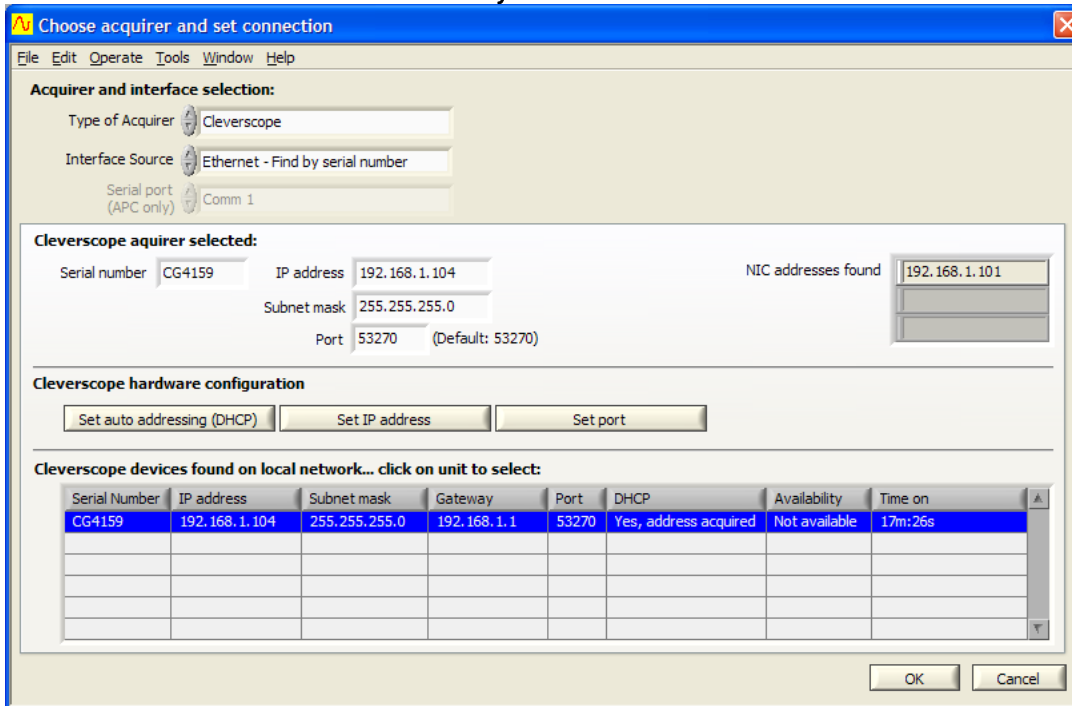 Choose acquirer and set connection
File Edit Operate Tools Window Help
Acquirer and interface selection:
Type of Acquirer Cleverscope
Interface Source Ethernet - Find by serial number
Serial port
(APC only) Comm 1
Cleverscope aquirer selected:
Serial number CG4159 IP address 192.168.1.104 NIC addresses found 192.168.1.101
Subnet mask 255.255.255.0
Port 53270 (Default: 53270)
Cleverscope hardware configuration
Set auto addressing (DHCP) Set IP address Set port
Cleverscope devices found on local network... click on unit to select:
Serial Number IP address Subnet mask Gateway Port DHCP Availability Time on
CG4159 192.168.1.104 255.255.255.0 192.168.1.1 53270 Yes, address acquired Not available 17m:26s
OK Cancel